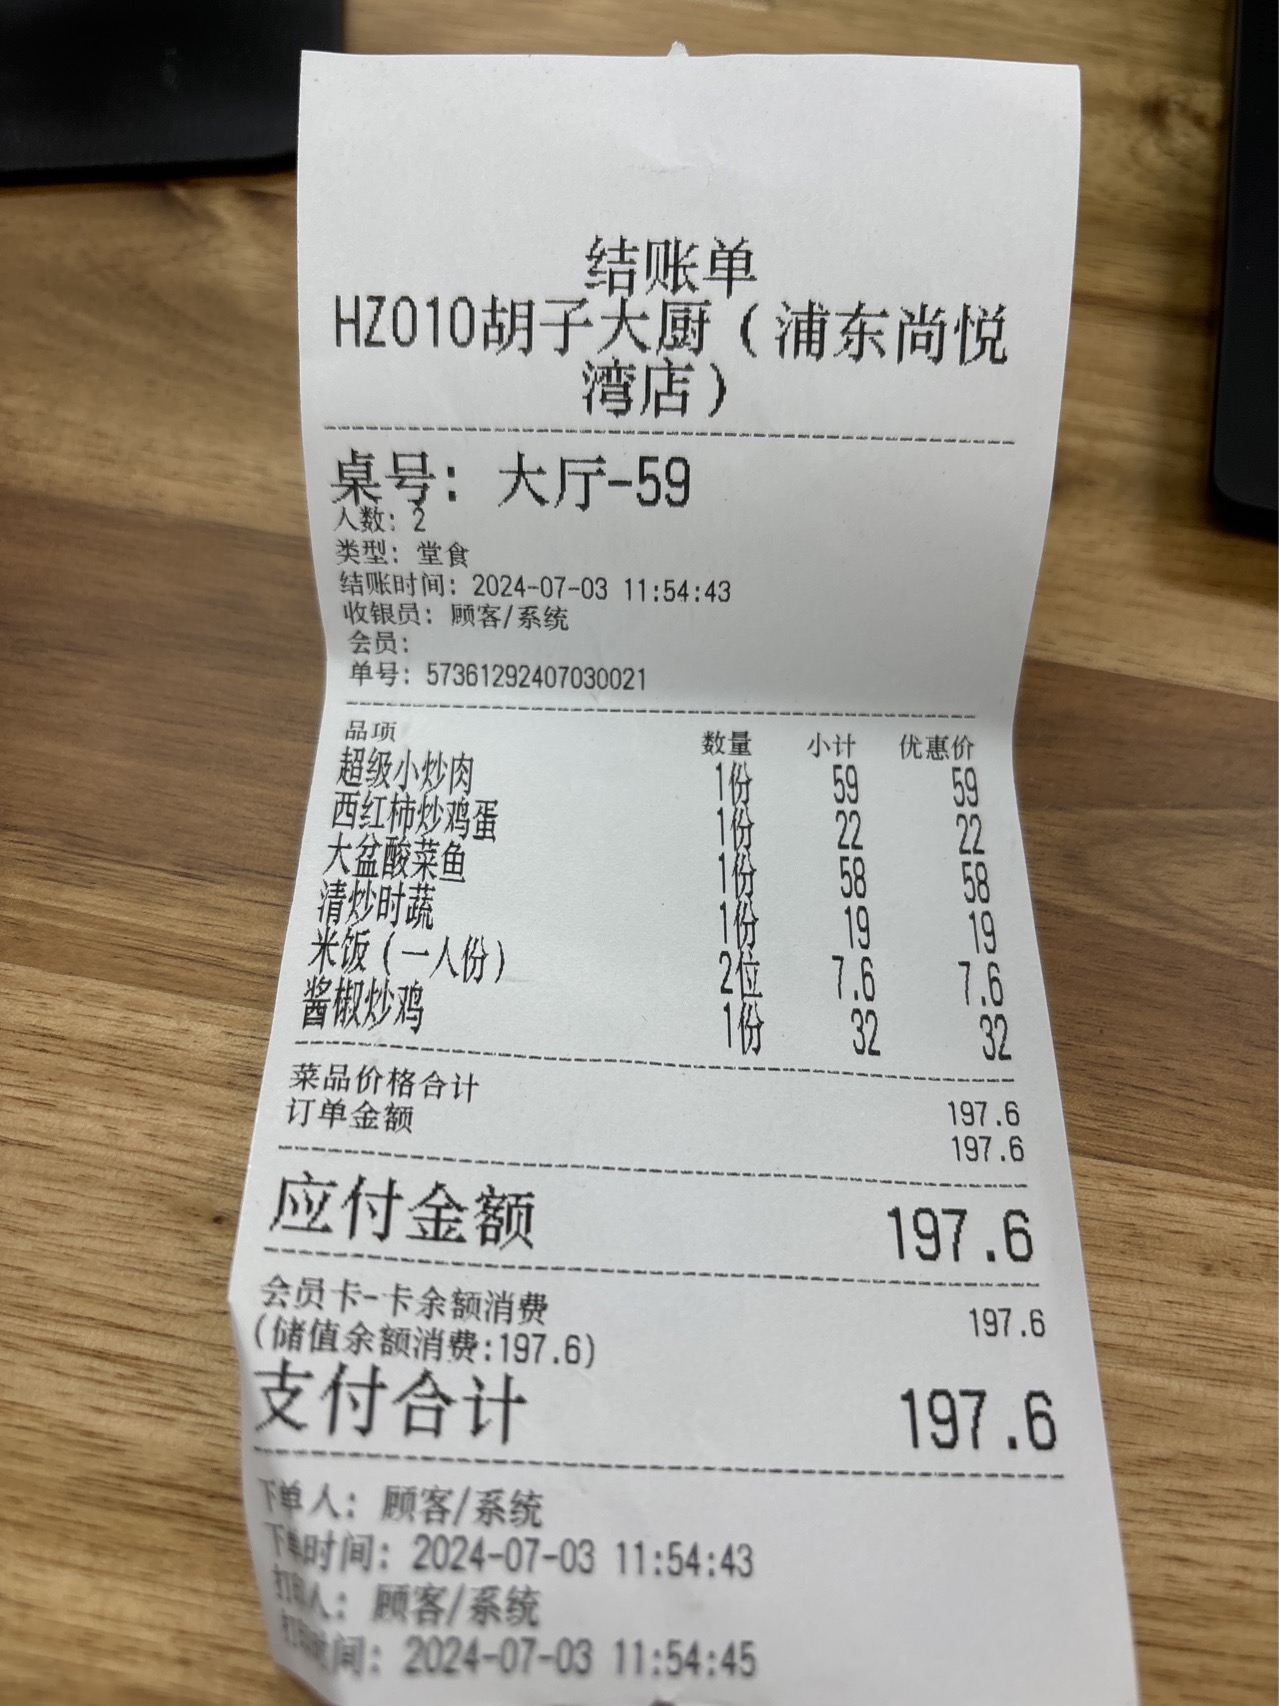 结账单
HZ010胡子大厨（浦东尚悦
湾店）
桌号：大厅-59
人数：2
类型：堂食
结账时间：2024-07-03 11:54:43
收银员：顾客/系统
会员：
单号：57361292407030021
品项 数量 小计 优惠价
超级小炒肉 1份 59 59
西红柿炒鸡蛋 1份 22 22
大盆酸菜鱼 1份 58 58
清炒时蔬 1份 19 19
米饭（一人份） 2位 7.6 7.6
酱椒炒鸡 1份 32 32
菜品价格合计 197.6
订单金额 197.6
应付金额 197.6
会员卡-卡余额消费 197.6
(储值余额消费:197.6)
支付合计 197.6
下单人：顾客/系统
下单时间：2024-07-03 11:54:43
打印人：顾客/系统
打印时间：2024-07-03 11:54:45